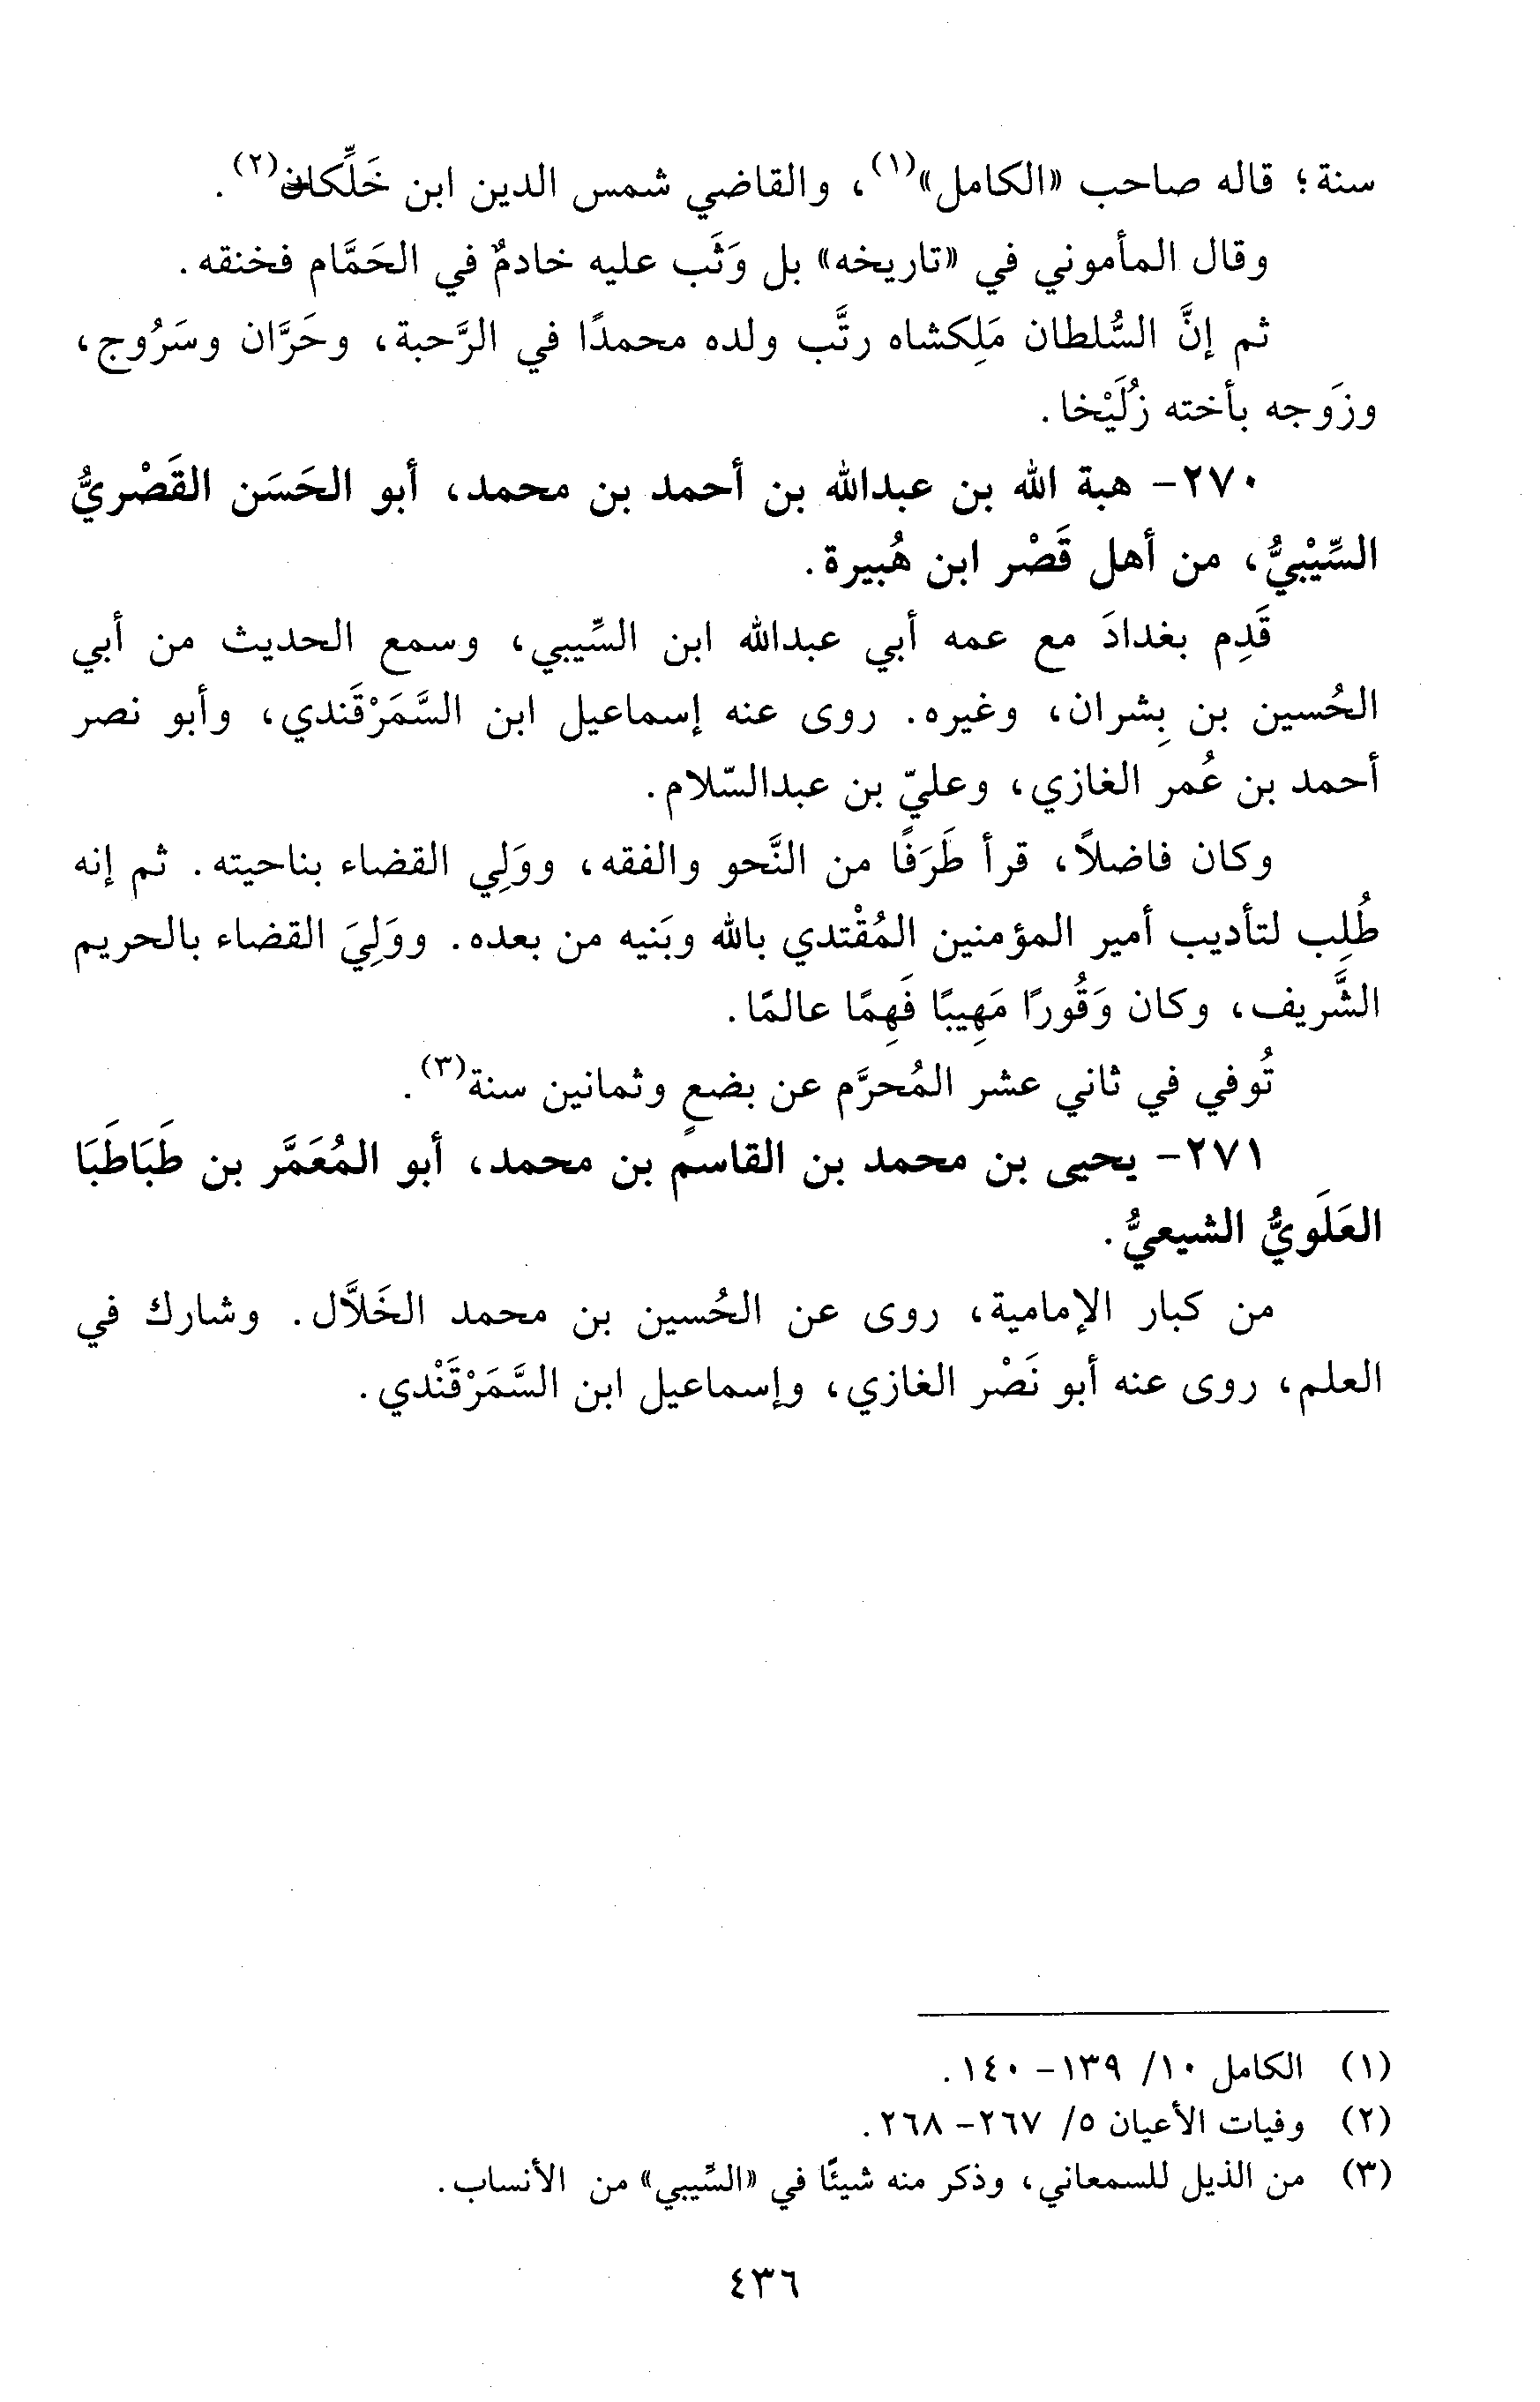 سنة؛ قاله صاحب «الكامل»(١)، والقاضي شمس الدين ابن خَلِّكان(٢).
وقال المأموني في «تاريخه» بل وَثَب عليه خادمٌ في الحَمَّام فخنقه.
ثم إنَّ السُّلطان مَلِكشاه رتَّب ولده محمدًا في الرَّحبة، وحَرَّان وسَرُوج،
وزَوجه بأخته زُلَيْخا.
٢٧٠- هبة الله بن عبدالله بن أحمد بن محمد، أبو الحَسَن القَصْريُّ
السِّيْبيُّ، من أهل قَصْر ابن هُبيرة.
قَدِم بغدادَ مع عمه أبي عبدالله ابن السِّيبي، وسمع الحديث من أبي
الحُسين بن بِشران، وغيره. روى عنه إسماعيل ابن السَّمَرْقَندي، وأبو نصر
أحمد بن عُمر الغازي، وعليّ بن عبدالسّلام.
وكان فاضلاً، قرأ طَرَفًا من النَّحو والفقه، ووَلِي القضاء بناحيته. ثم إنه
طُلِب لتأديب أمير المؤمنين المُقْتدي بالله وبَنيه من بعده. ووَلِيَ القضاء بالحريم
الشَّريف، وكان وَقُورًا مَهِيبًا فَهِمًا عالمًا.
تُوفي في ثاني عشر المُحرَّم عن بضعٍ وثمانين سنة(٣).
٢٧١- يحيى بن محمد بن القاسم بن محمد، أبو المُعَمَّر بن طَبَاطَبَا
العَلَويُّ الشيعيُّ.
من كبار الإمامية، روى عن الحُسين بن محمد الخَلاَّل. وشارك في
العلم، روى عنه أبو نَصْر الغازي، وإسماعيل ابن السَّمَرْقَنْدي.
(١) الكامل ١٠/ ١٣٩- ١٤٠.
(٢) وفيات الأعيان ٥/ ٢٦٧- ٢٦٨.
(٣) من الذيل للسمعاني، وذكر منه شيئًا في «السِّيبي» من الأنساب.
٤٣٦